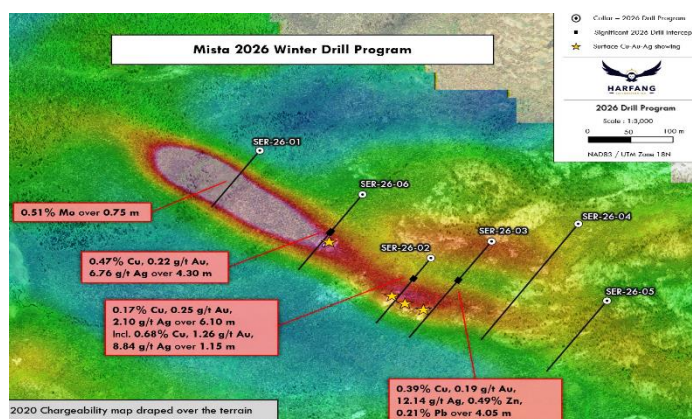 Mista 2026 Winter Drill Program
Collar – 2026 Drill Program
Significant 2026 Drill Intercept
Surface Cu-Au-Ag showing
HARFANG
2026 Drill Program
Scale : 1:3,000
0 50 100 m
NAD83 / UTM Zone 18N
SER-26-01
SER-26-06
SER-26-02
SER-26-03
SER-26-04
SER-26-05
0.51% Mo over 0.75 m
0.47% Cu, 0.22 g/t Au,
6.76 g/t Ag over 4.30 m
0.17% Cu, 0.25 g/t Au,
2.10 g/t Ag over 6.10 m
Incl. 0.68% Cu, 1.26 g/t Au,
8.84 g/t Ag over 1.15 m
0.39% Cu, 0.19 g/t Au,
12.14 g/t Ag, 0.49% Zn,
0.21% Pb over 4.05 m
2020 Chargeability map draped over the terrain